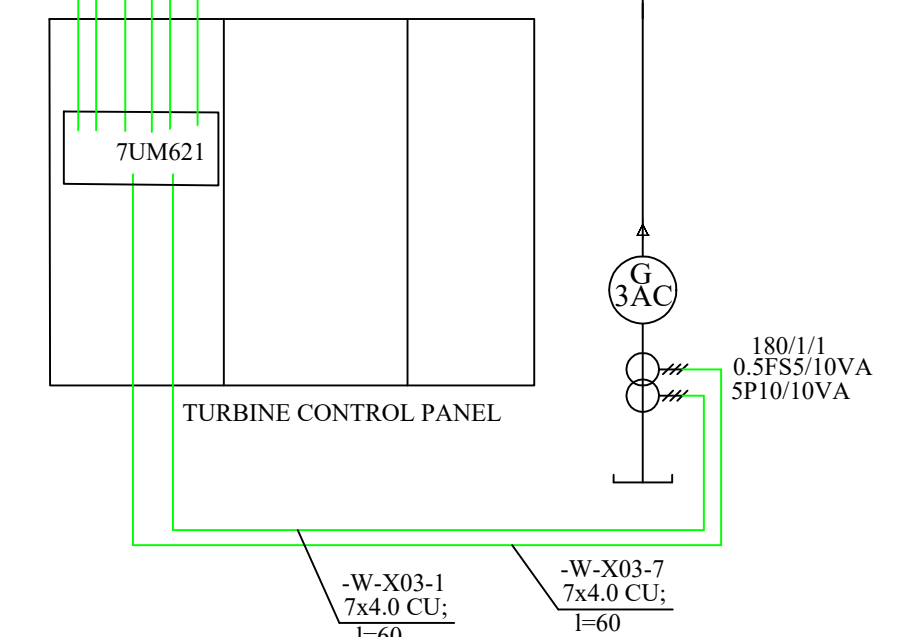 7UM621
G
3AC
180/1/1
0.5FS5/10VA
5P10/10VA
TURBINE CONTROL PANEL
-W-X03-1
7x4.0 CU;
l=60
-W-X03-7
7x4.0 CU;
l=60